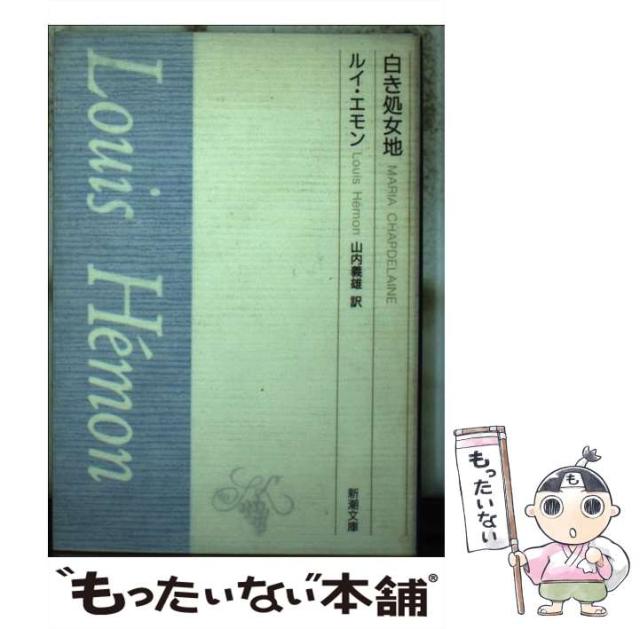 白き処女地 MARIA CHAPDELAINE
ルイ・エモン Louis Hémon 山内義雄 訳
新潮文庫
Louis Hémon
もったいない
も
“もったいない”本舗®